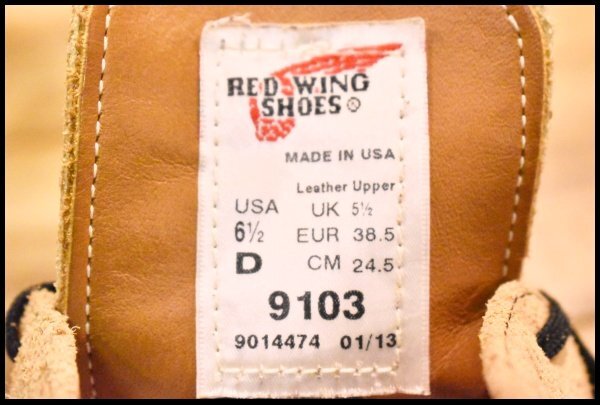 RED WING
SHOES®
MADE IN USA
Leather Upper
USA UK 5½
6½ EUR 38.5
D CM 24.5
9103
9014474 01/13